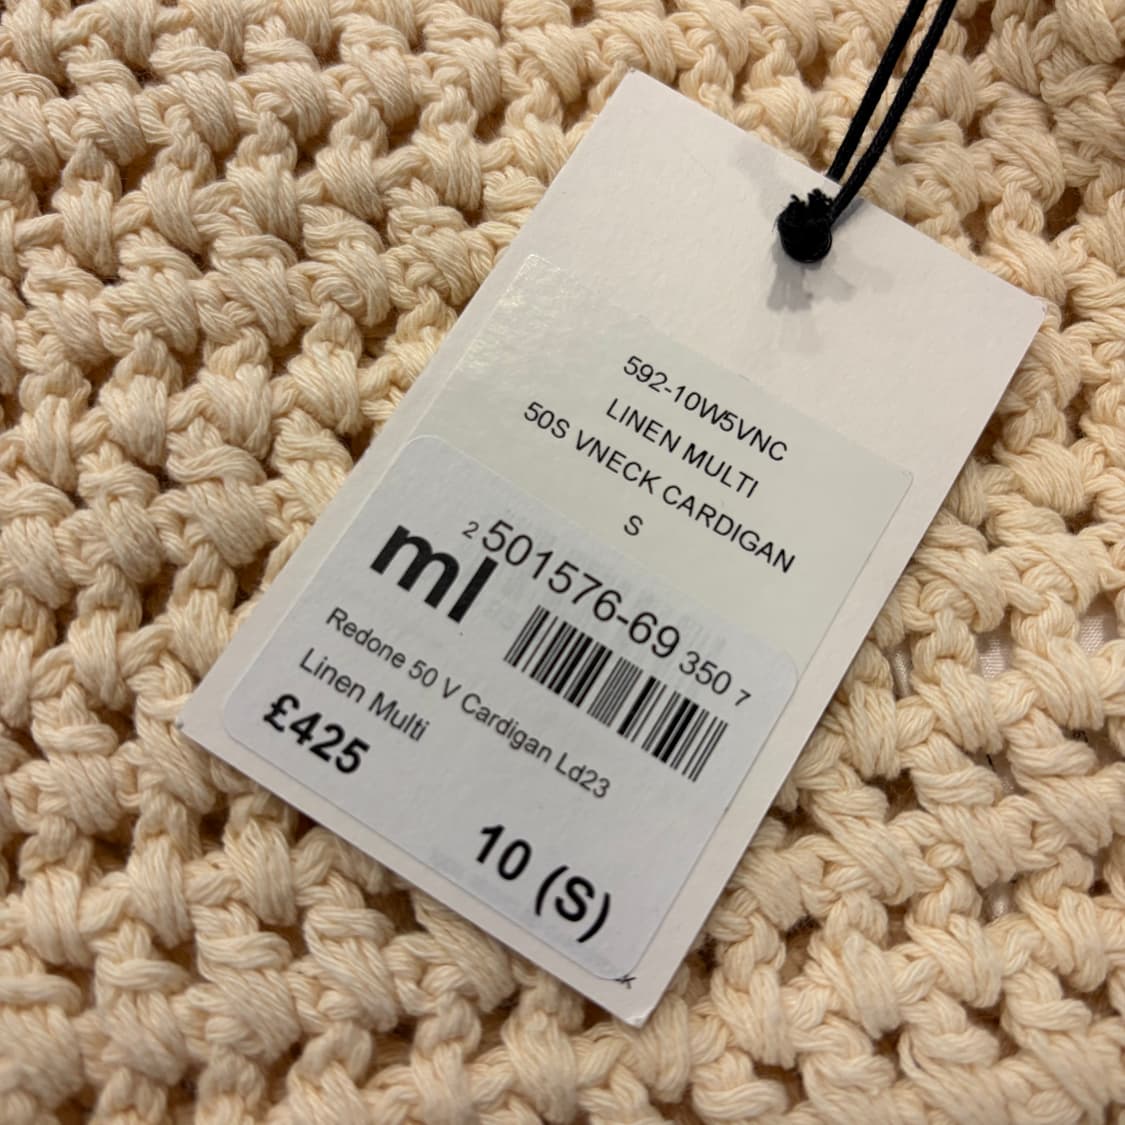 592-10W5VNC
LINEN MULTI
50S VNECK CARDIGAN
S
ml
2 501576-69 350 7
Redone 50 V Cardigan Ld23
Linen Multi
£425
10 (S)